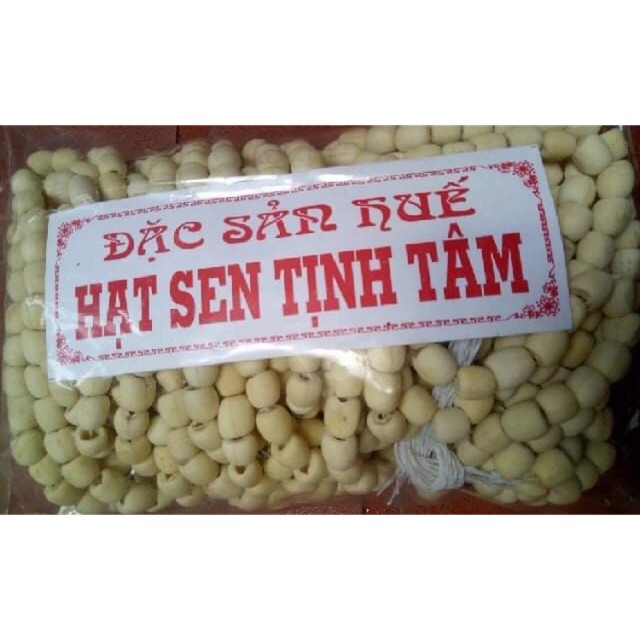 ĐẶC SẢN HUẾ
HẠT SEN TỊNH TÂM